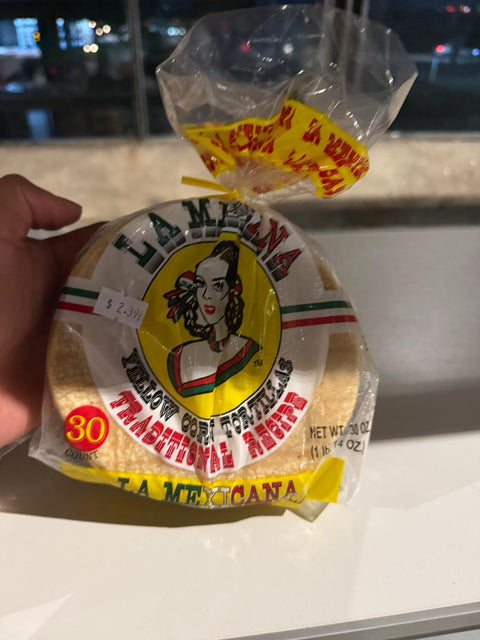 LA MEXICANA
$ 2.39
TM
YELLOW CORN TORTILLAS
TRADITIONAL RECIPE
30
COUNT
NET WT. 30 OZ
(1 lb 14 OZ)
LA MEXICANA